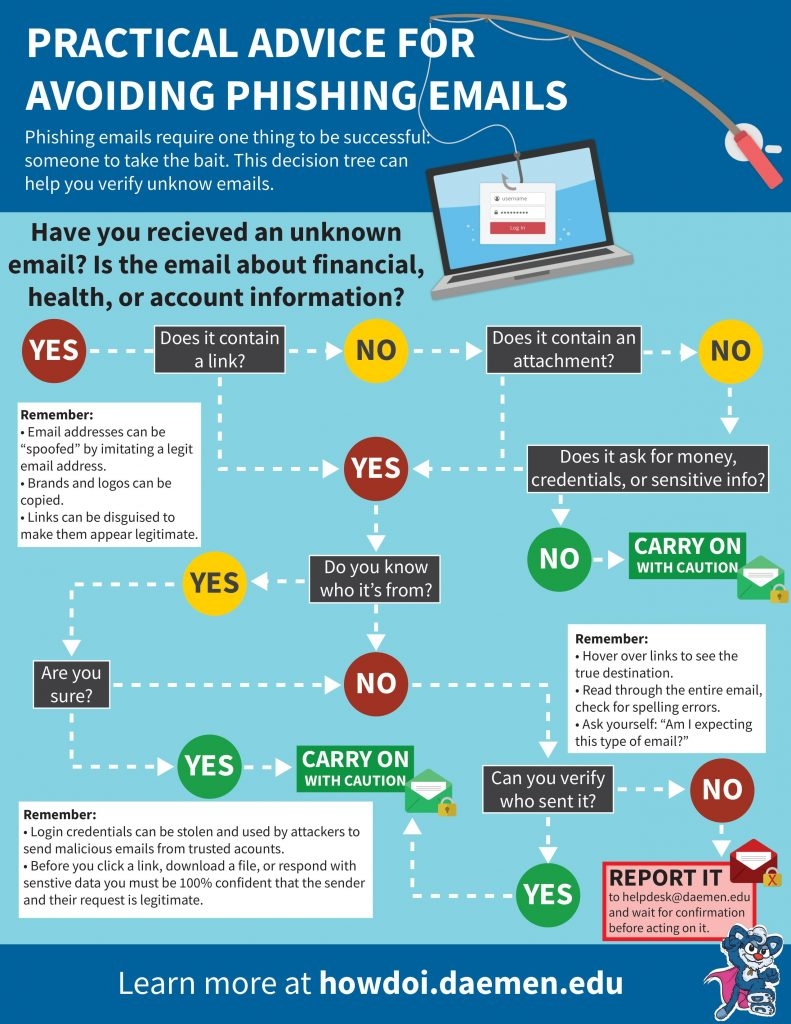 PRACTICAL ADVICE FOR
AVOIDING PHISHING EMAILS
Phishing emails require one thing to be successful:
someone to take the bait. This decision tree can
help you verify unknow emails.
username
*********
Log In
Have you recieved an unknown
email? Is the email about financial,
health, or account information?
YES
Does it contain
a link?
NO
Does it contain an
attachment?
NO
Remember:
• Email addresses can be
“spoofed” by imitating a legit
email address.
• Brands and logos can be
copied.
• Links can be disguised to
make them appear legitimate.
YES
Does it ask for money,
credentials, or sensitive info?
NO
CARRY ON
WITH CAUTION
YES
Do you know
who it’s from?
Remember:
• Hover over links to see the
true destination.
• Read through the entire email,
check for spelling errors.
• Ask yourself: “Am I expecting
this type of email?”
Are you
sure?
NO
YES
CARRY ON
WITH CAUTION
Can you verify
who sent it?
NO
Remember:
• Login credentials can be stolen and used by attackers to
send malicious emails from trusted acounts.
• Before you click a link, download a file, or respond with
senstive data you must be 100% confident that the sender
and their request is legitimate.
YES
REPORT IT
to helpdesk@daemen.edu
and wait for confirmation
before acting on it.
X
Learn more at howdoi.daemen.edu